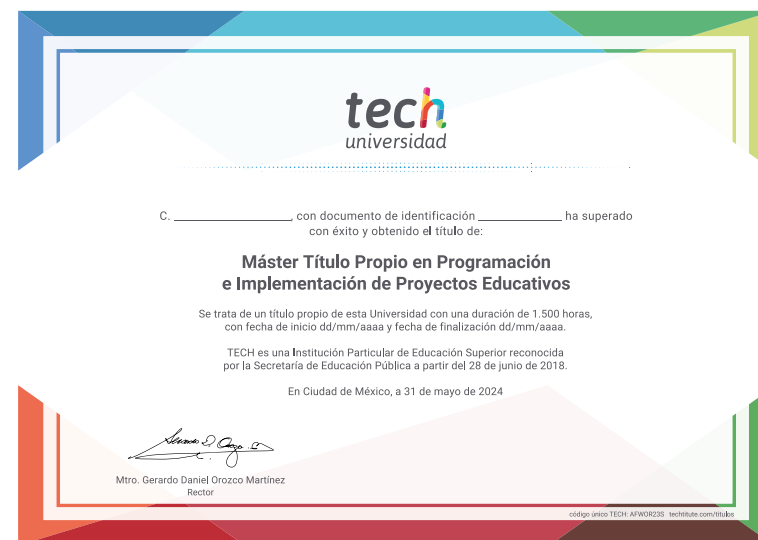 tech
universidad
C. ____________________, con documento de identificación ______________ ha superado
con éxito y obtenido el título de:
Máster Título Propio en Programación
e Implementación de Proyectos Educativos
Se trata de un título propio de esta Universidad con una duración de 1.500 horas,
con fecha de inicio dd/mm/aaaa y fecha de finalización dd/mm/aaaa.
TECH es una Institución Particular de Educación Superior reconocida
por la Secretaría de Educación Pública a partir del 28 de junio de 2018.
En Ciudad de México, a 31 de mayo de 2024
Mtro. Gerardo Daniel Orozco Martínez
Rector
código único TECH: AFWOR23S techtitute.com/titulos